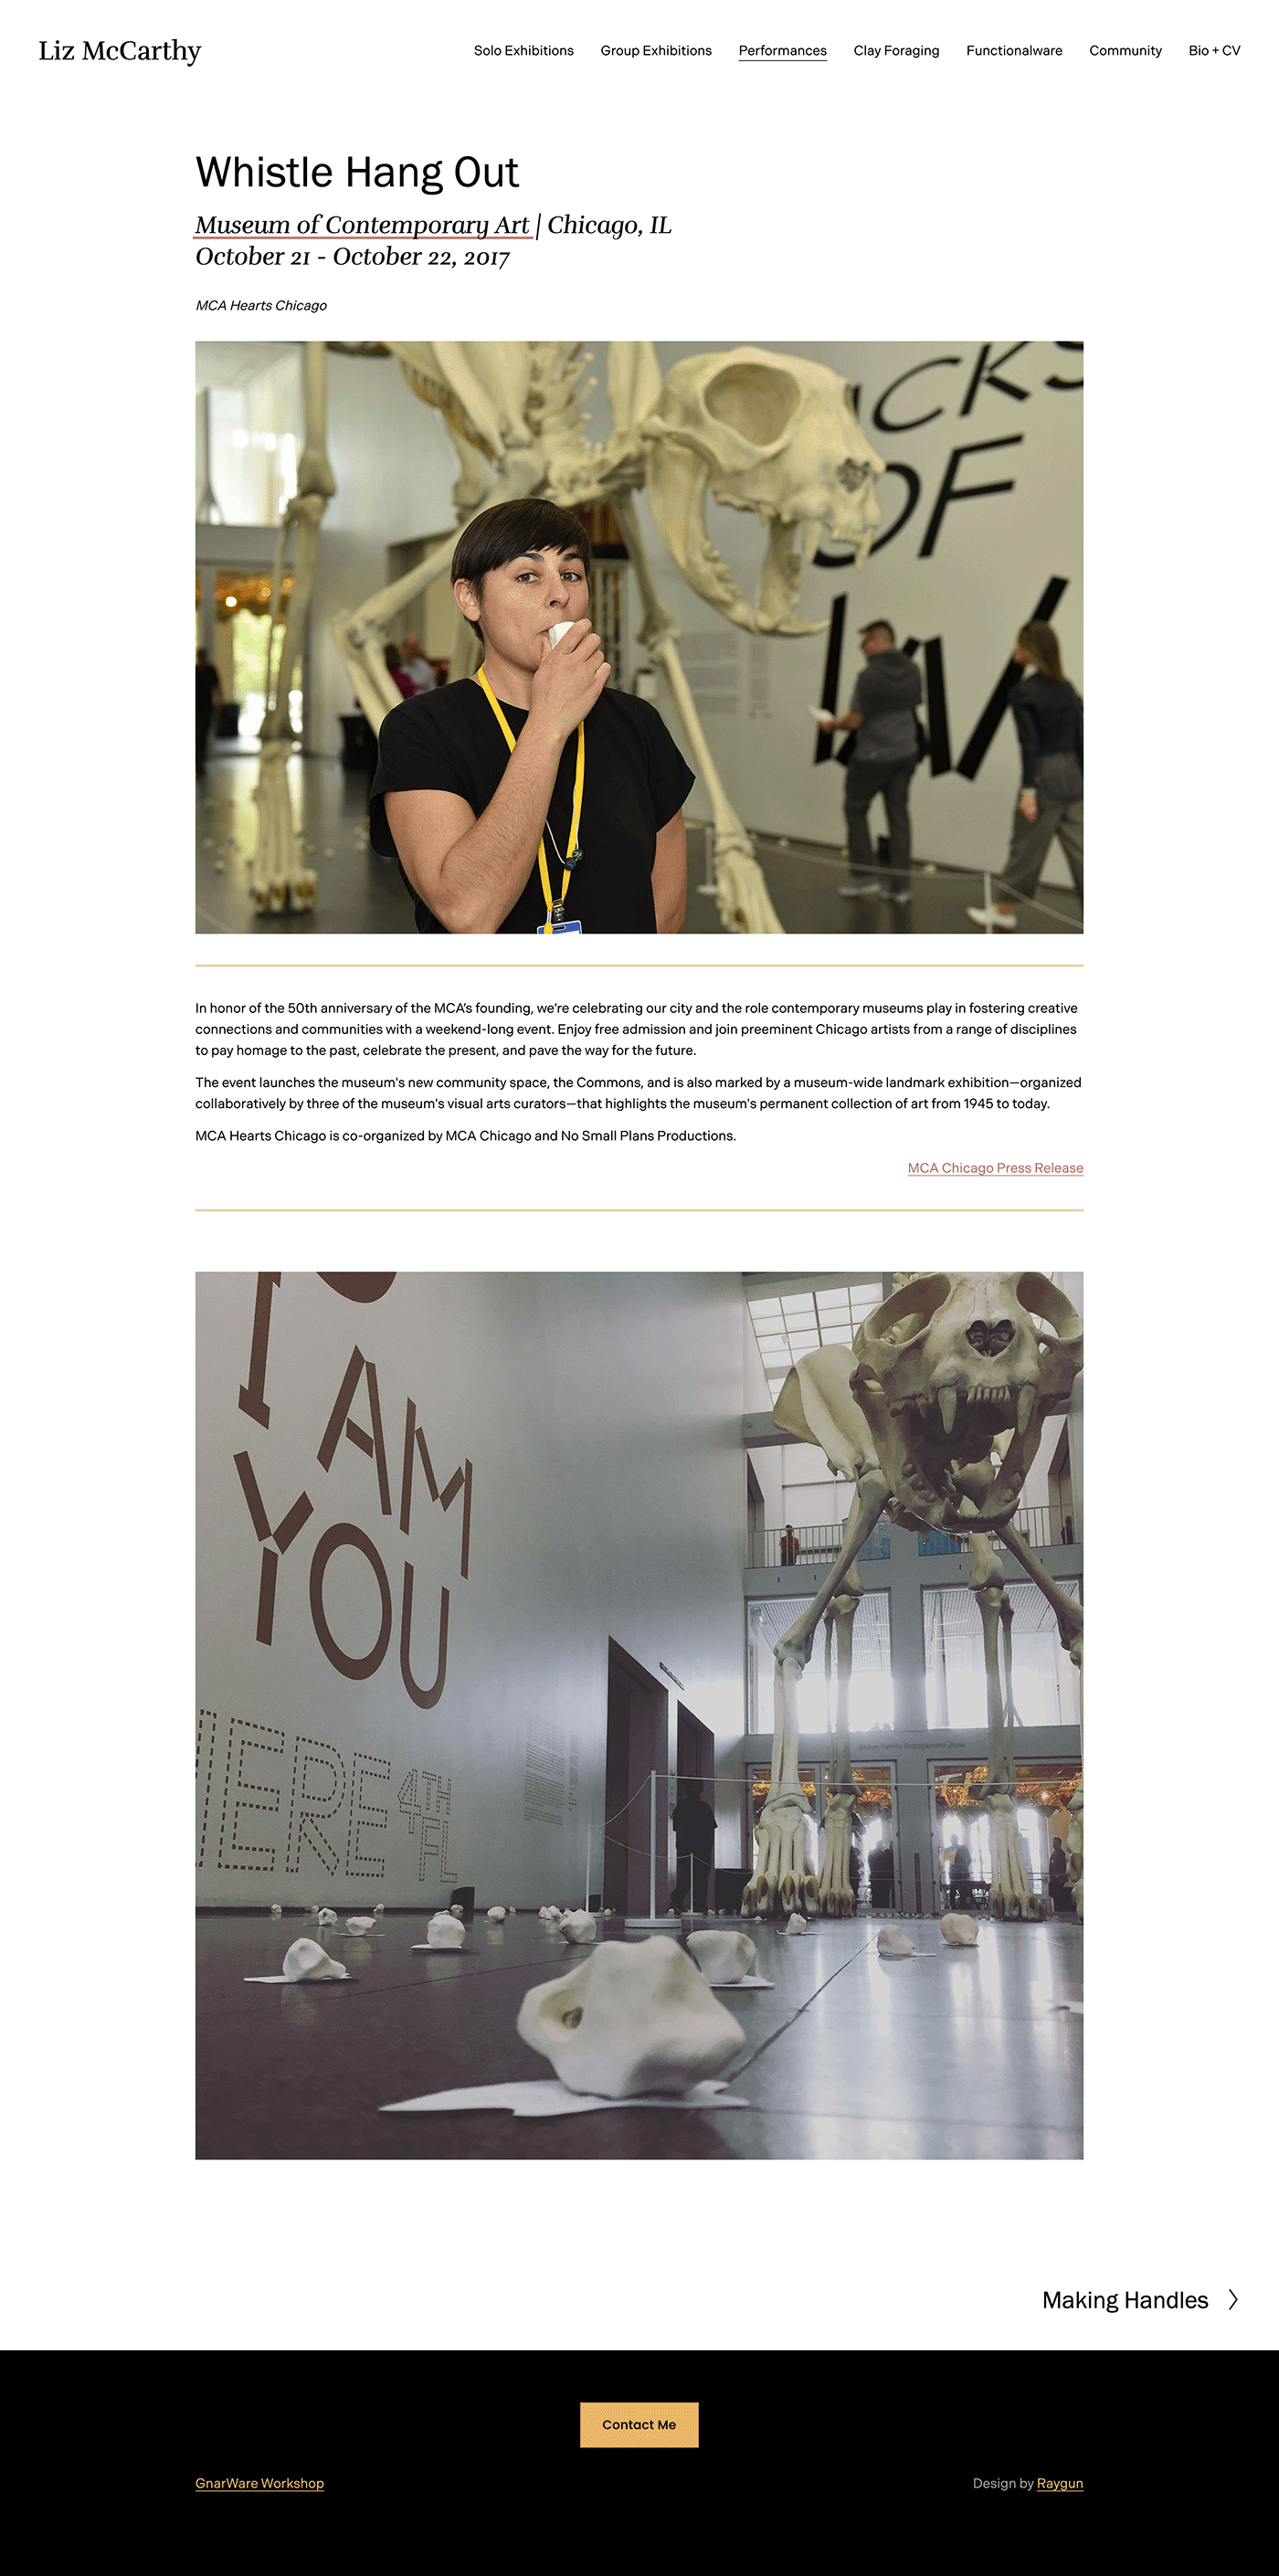 Liz McCarthy
Solo Exhibitions
Group Exhibitions
Performances
Clay Foraging
Functionalware
Community
Bio + CV
Whistle Hang Out
Museum of Contemporary Art | Chicago, IL
October 21 - October 22, 2017
MCA Hearts Chicago
OF
In honor of the 50th anniversary of the MCA’s founding, we’re celebrating our city and the role contemporary museums play in fostering creative
connections and communities with a weekend-long event. Enjoy free admission and join preeminent Chicago artists from a range of disciplines
to pay homage to the past, celebrate the present, and pave the way for the future.
The event launches the museum's new community space, the Commons, and is also marked by a museum-wide landmark exhibition—organized
collaboratively by three of the museum's visual arts curators—that highlights the museum's permanent collection of art from 1945 to today.
MCA Hearts Chicago is co-organized by MCA Chicago and No Small Plans Productions.
MCA Chicago Press Release
I AM
YOU
4TH
FL
Making Handles
Contact Me
GnarWare Workshop
Design by Raygun